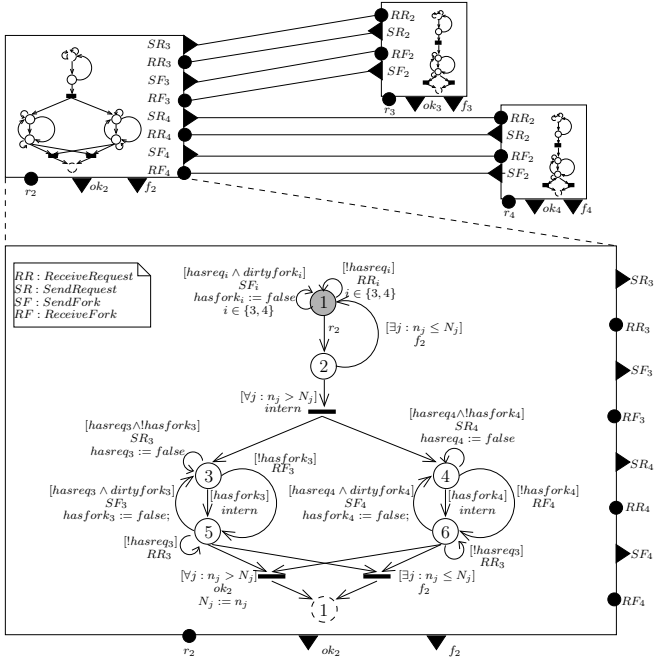 SR3
RR3
SF3
RF3
SR4
RR4
SF4
RF4
r2
ok2
f2
RR2
SR2
RF2
SF2
r3
ok3
f3
RR2
SR2
RF2
SF2
r4
ok4
f4
RR : ReceiveRequest
SR : SendRequest
SF : SendFork
RF : ReceiveFork
[hasreqi ∧ dirtyforki]
SFi
hasforki := false
i ∈ {3, 4}
[!hasreqi]
RRi
i ∈ {3, 4}
1
r2
[∃j : nj ≤ Nj]
f2
2
[∀j : nj > Nj]
intern
[hasreq3∧!hasfork3]
SR3
hasreq3 := false
[hasreq4∧!hasfork4]
SR4
hasreq4 := false
3
[!hasfork3]
RF3
4
[hasreq3 ∧ dirtyfork3]
SF3
hasfork3 := false;
[hasfork3]
intern
[hasreq4 ∧ dirtyfork4]
SF4
hasfork4 := false;
[hasfork4]
intern
[!hasfork4]
RF4
5
6
[!hasreq3]
RR3
[!hasreq3]
RR3
[∀j : nj > Nj]
ok2
Nj := nj
[∃j : nj ≤ Nj]
f2
1
SR3
RR3
SF3
RF3
SR4
RR4
SF4
RF4
r2
ok2
f2